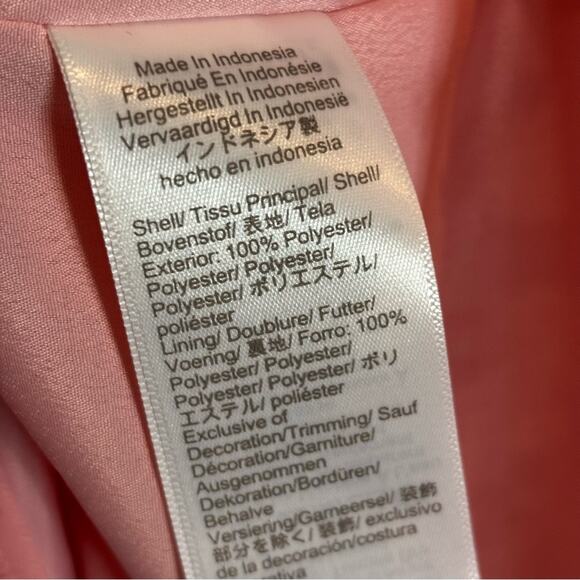 Made In Indonesia
Fabriqué En Indonésie
Hergestellt In Indonesien
Vervaardigd In Indonesië
インドネシア製
hecho en indonesia
Shell/ Tissu Principal/ Shell/
Bovenstof/ 表地/ Tela
Exterior: 100% Polyester/
Polyester/ Polyester/
Polyester/ ポリエステル/
poliéster
Lining/ Doublure/ Futter/
Voering/ 裏地/ Forro: 100%
Polyester/ Polyester/
Polyester/ Polyester/ ポリ
エステル/ poliéster
Exclusive of
Decoration/Trimming/ Sauf
Décoration/Garniture/
Ausgenommen
Dekoration/Bordüren/
Behalve
Versiering/Garneersel/ 装飾
部分を除く/ 装飾/ exclusivo
de la decoración/costura